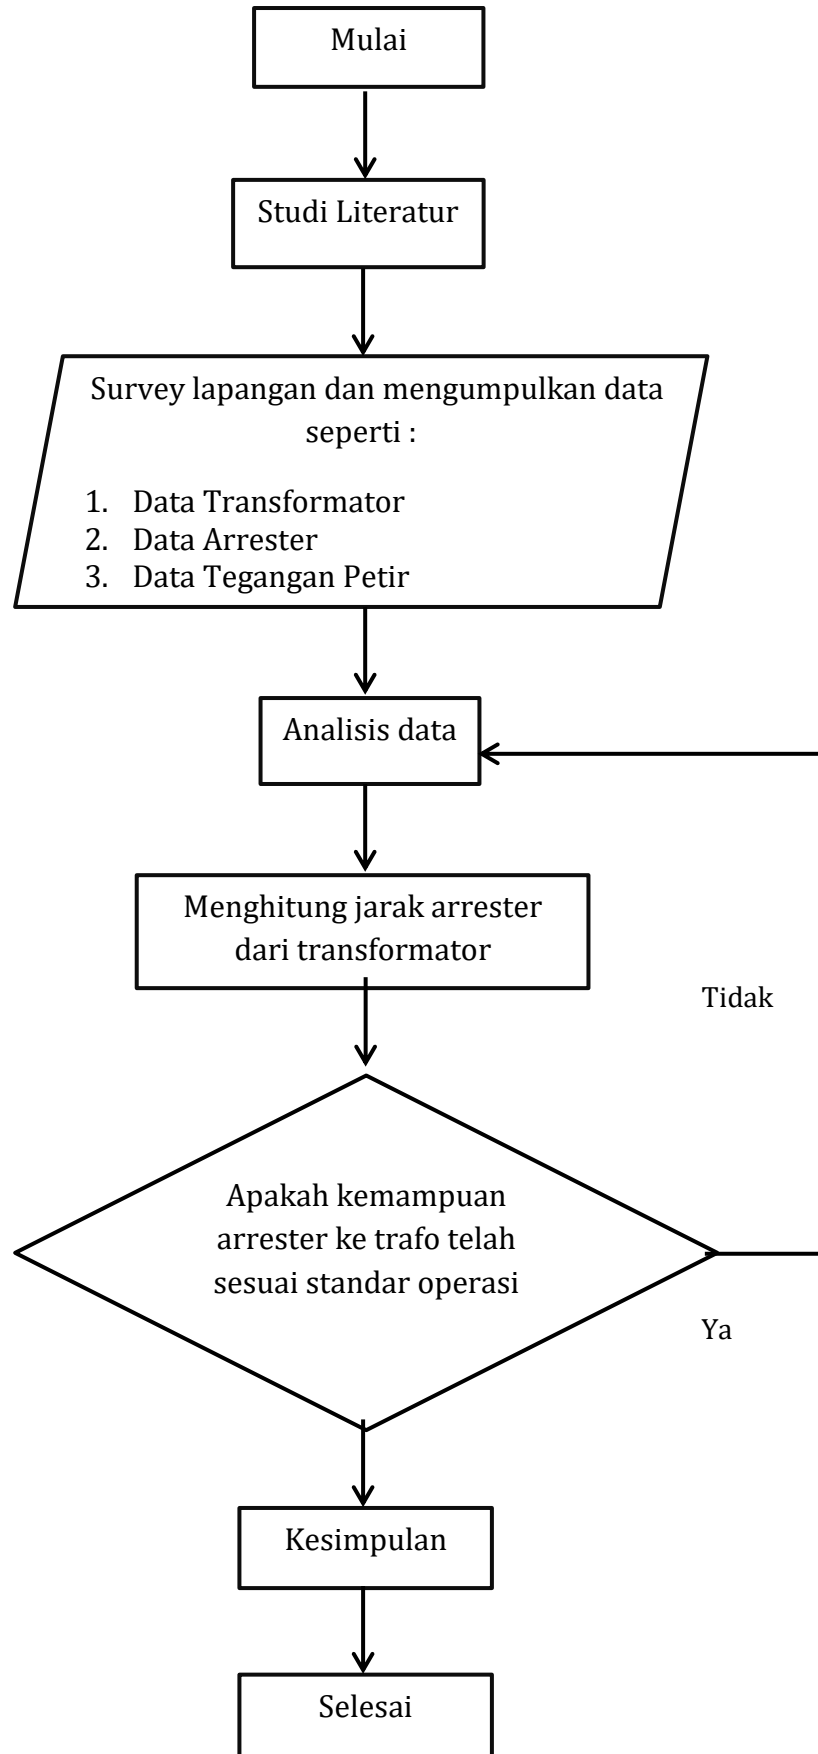 Mulai
Studi Literatur
Survey lapangan dan mengumpulkan data
seperti :
1. Data Transformator
2. Data Arrester
3. Data Tegangan Petir
Analisis data
Menghitung jarak arrester
dari transformator
Tidak
Apakah kemampuan
arrester ke trafo telah
sesuai standar operasi
Ya
Kesimpulan
Selesai